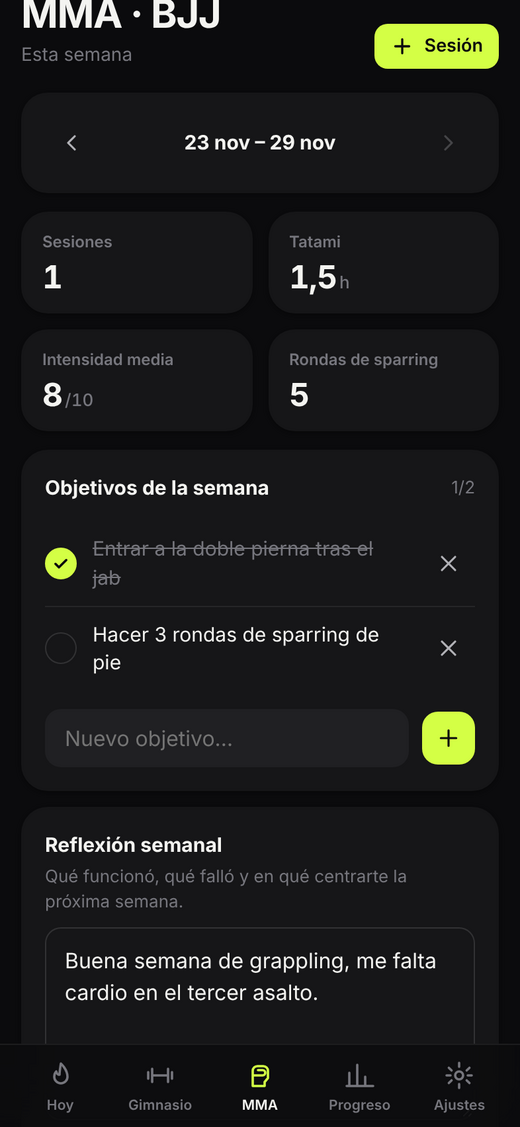 MMA · BJJ
Esta semana
+ Sesión
23 nov – 29 nov
Sesiones
1
Tatami
1,5 h
Intensidad media
8 /10
Rondas de sparring
5
Objetivos de la semana
1/2
Entrar a la doble pierna tras el
jab
Hacer 3 rondas de sparring de
pie
Nuevo objetivo...
Reflexión semanal
Qué funcionó, qué falló y en qué centrarte la
próxima semana.
Buena semana de grappling, me falta
cardio en el tercer asalto.
Hoy
Gimnasio
MMA
Progreso
Ajustes